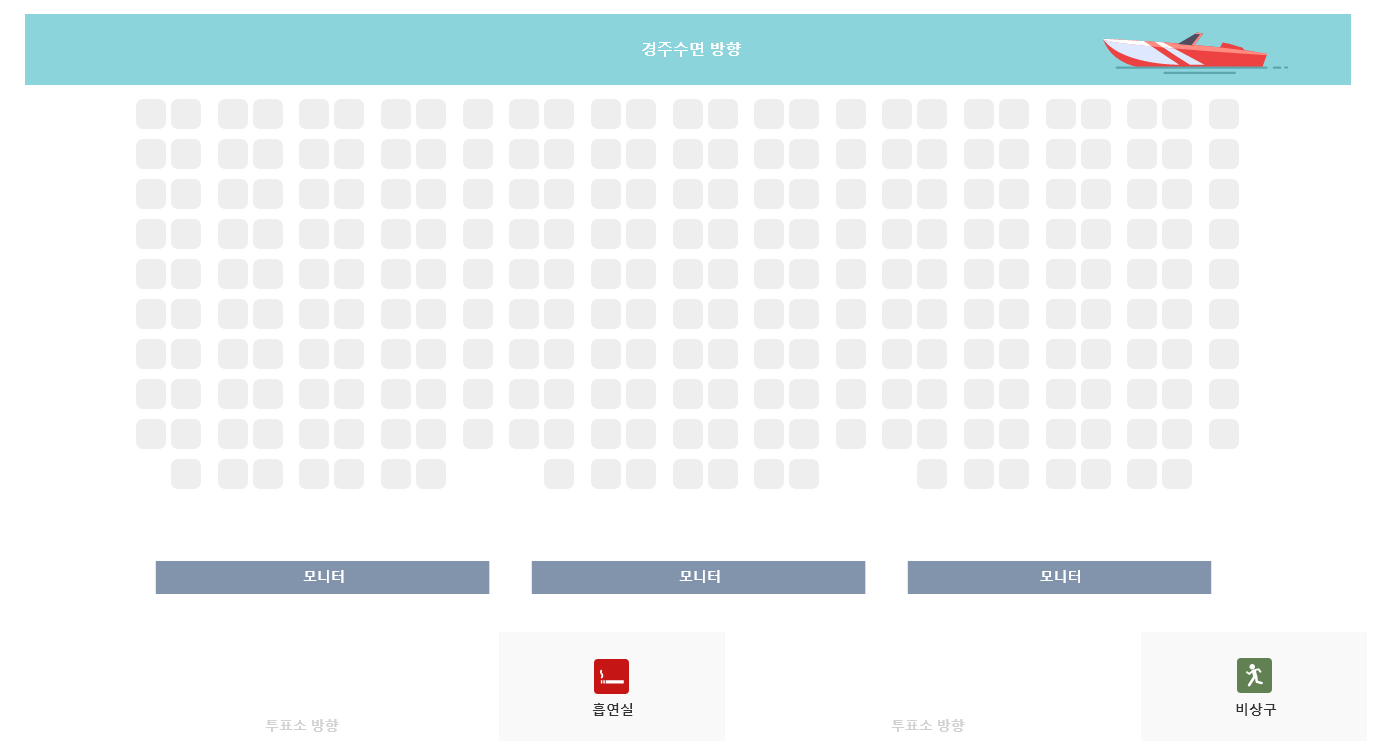 경주수면 방향
모니터 모니터 모니터
흡연실 비상구
투표소 방향 투표소 방향